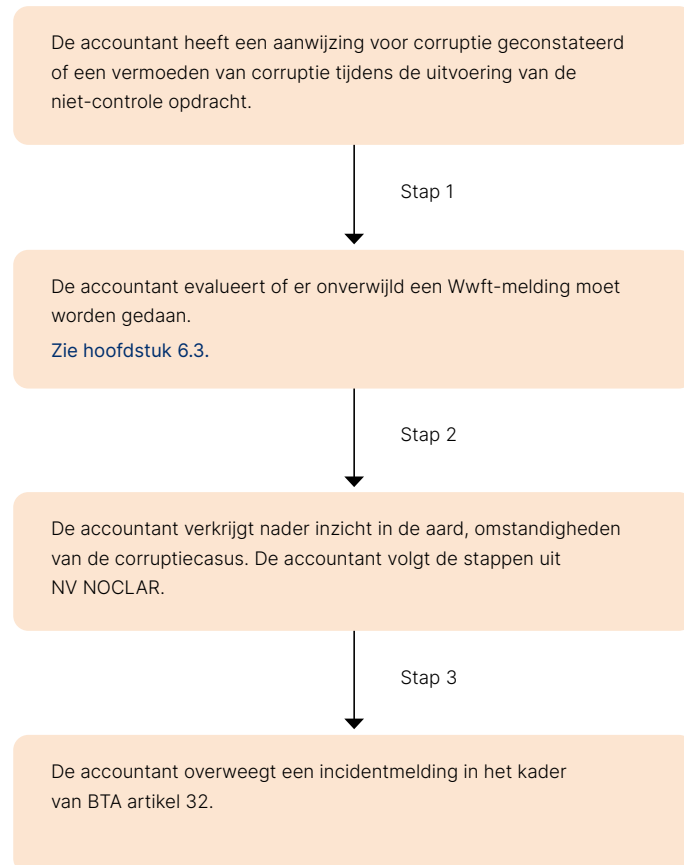 De accountant heeft een aanwijzing voor corruptie geconstateerd
of een vermoeden van corruptie tijdens de uitvoering van de
niet-controle opdracht.
Stap 1
De accountant evalueert of er onverwijld een Wwft-melding moet
worden gedaan.
Zie hoofdstuk 6.3.
Stap 2
De accountant verkrijgt nader inzicht in de aard, omstandigheden
van de corruptiecasus. De accountant volgt de stappen uit
NV NOCLAR.
Stap 3
De accountant overweegt een incidentmelding in het kader
van BTA artikel 32.